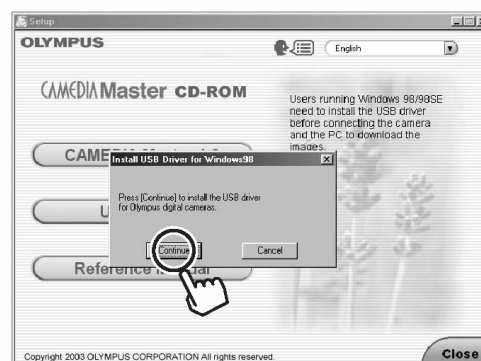 Setup
OLYMPUS
English
CAMEDIA Master CD-ROM
Users running Windows 98/98SE
need to install the USB driver
before connecting the camera
and the PC to download the
images.
Install USB Driver for Windows98
Press [Continue] to install the USB driver
for Olympus digital cameras.
Continue
Cancel
Reference
Copyright 2003 OLYMPUS CORPORATION All rights reserved.
Close